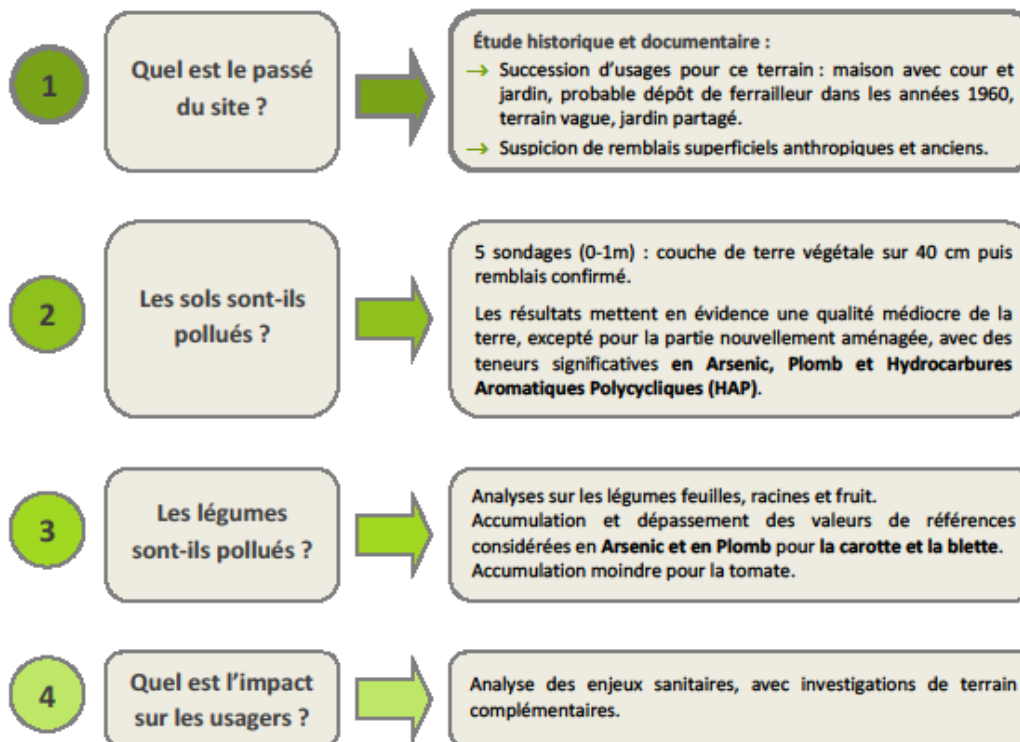 1
Quel est le passé
du site ?
Étude historique et documentaire :
→ Succession d'usages pour ce terrain : maison avec cour et
jardin, probable dépôt de ferrailleur dans les années 1960,
terrain vague, jardin partagé.
→ Suspicion de remblais superficiels anthropiques et anciens.
2
Les sols sont-ils
pollués ?
5 sondages (0-1m) : couche de terre végétale sur 40 cm puis
remblais confirmé.
Les résultats mettent en évidence une qualité médiocre de la
terre, excepté pour la partie nouvellement aménagée, avec des
teneurs significatives en Arsenic, Plomb et Hydrocarbures
Aromatiques Polycycliques (HAP).
3
Les légumes
sont-ils pollués ?
Analyses sur les légumes feuilles, racines et fruit.
Accumulation et dépassement des valeurs de références
considérées en Arsenic et en Plomb pour la carotte et la blette.
Accumulation moindre pour la tomate.
4
Quel est l'impact
sur les usagers ?
Analyse des enjeux sanitaires, avec investigations de terrain
complémentaires.